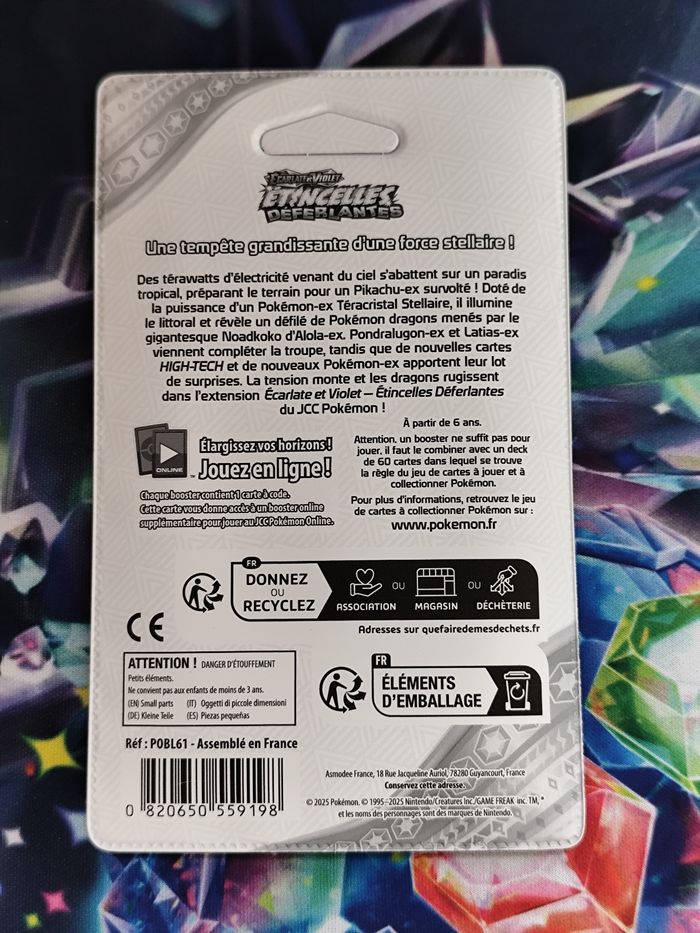 ÉCARLATE ET VIOLET
ÉTINCELLES
DÉFERLANTES
Une tempête grandissante d'une force stellaire !
Des térawatts d'électricité venant du ciel s'abattent sur un paradis
tropical, préparant le terrain pour un Pikachu-ex survolté ! Doté de
la puissance d'un Pokémon-ex Téracristal Stellaire, il illumine
le littoral et révèle un défilé de Pokémon dragons menés par le
gigantesque Noadkoko d'Alola-ex. Pondralugon-ex et Latias-ex
viennent compléter la troupe, tandis que de nouvelles cartes
HIGH-TECH et de nouveaux Pokémon-ex apportent leur lot
de surprises. La tension monte et les dragons rugissent
dans l'extension Écarlate et Violet – Étincelles Déferlantes
du JCC Pokémon !
ONLINE
Élargissez vos horizons !
Jouez en ligne !
TM
Chaque booster contient 1 carte à code.
Cette carte vous donne accès à un booster online
supplémentaire pour jouer au JCC Pokémon Online.
À partir de 6 ans.
Attention, un booster ne suffit pas pour
jouer, il faut le combiner avec un deck
de 60 cartes dans lequel se trouve
la règle du jeu de cartes à jouer et à
collectionner Pokémon.
Pour plus d'informations, retrouvez le jeu
de cartes à collectionner Pokémon sur :
www.pokemon.fr
FR
DONNEZ
OU
RECYCLEZ
ASSOCIATION
OU
MAGASIN
OU
DÉCHÈTERIE
Adresses sur quefairedemesdechets.fr
CE
ATTENTION ! DANGER D'ÉTOUFFEMENT
Petits éléments.
Ne convient pas aux enfants de moins de 3 ans.
(EN) Small parts (IT) Oggetti di piccole dimensioni
(DE) Kleine Teile (ES) Piezas pequeñas
FR
ÉLÉMENTS
D'EMBALLAGE
Réf : POBL61 - Assemblé en France
0 820650 559198
Asmodee France, 18 Rue Jacqueline Auriol, 78280 Guyancourt, France
Conservez cette adresse.
© 2025 Pokémon. © 1995–2025 Nintendo/Creatures Inc./GAME FREAK inc. TM, ®
et les noms des personnages sont des marques de Nintendo.